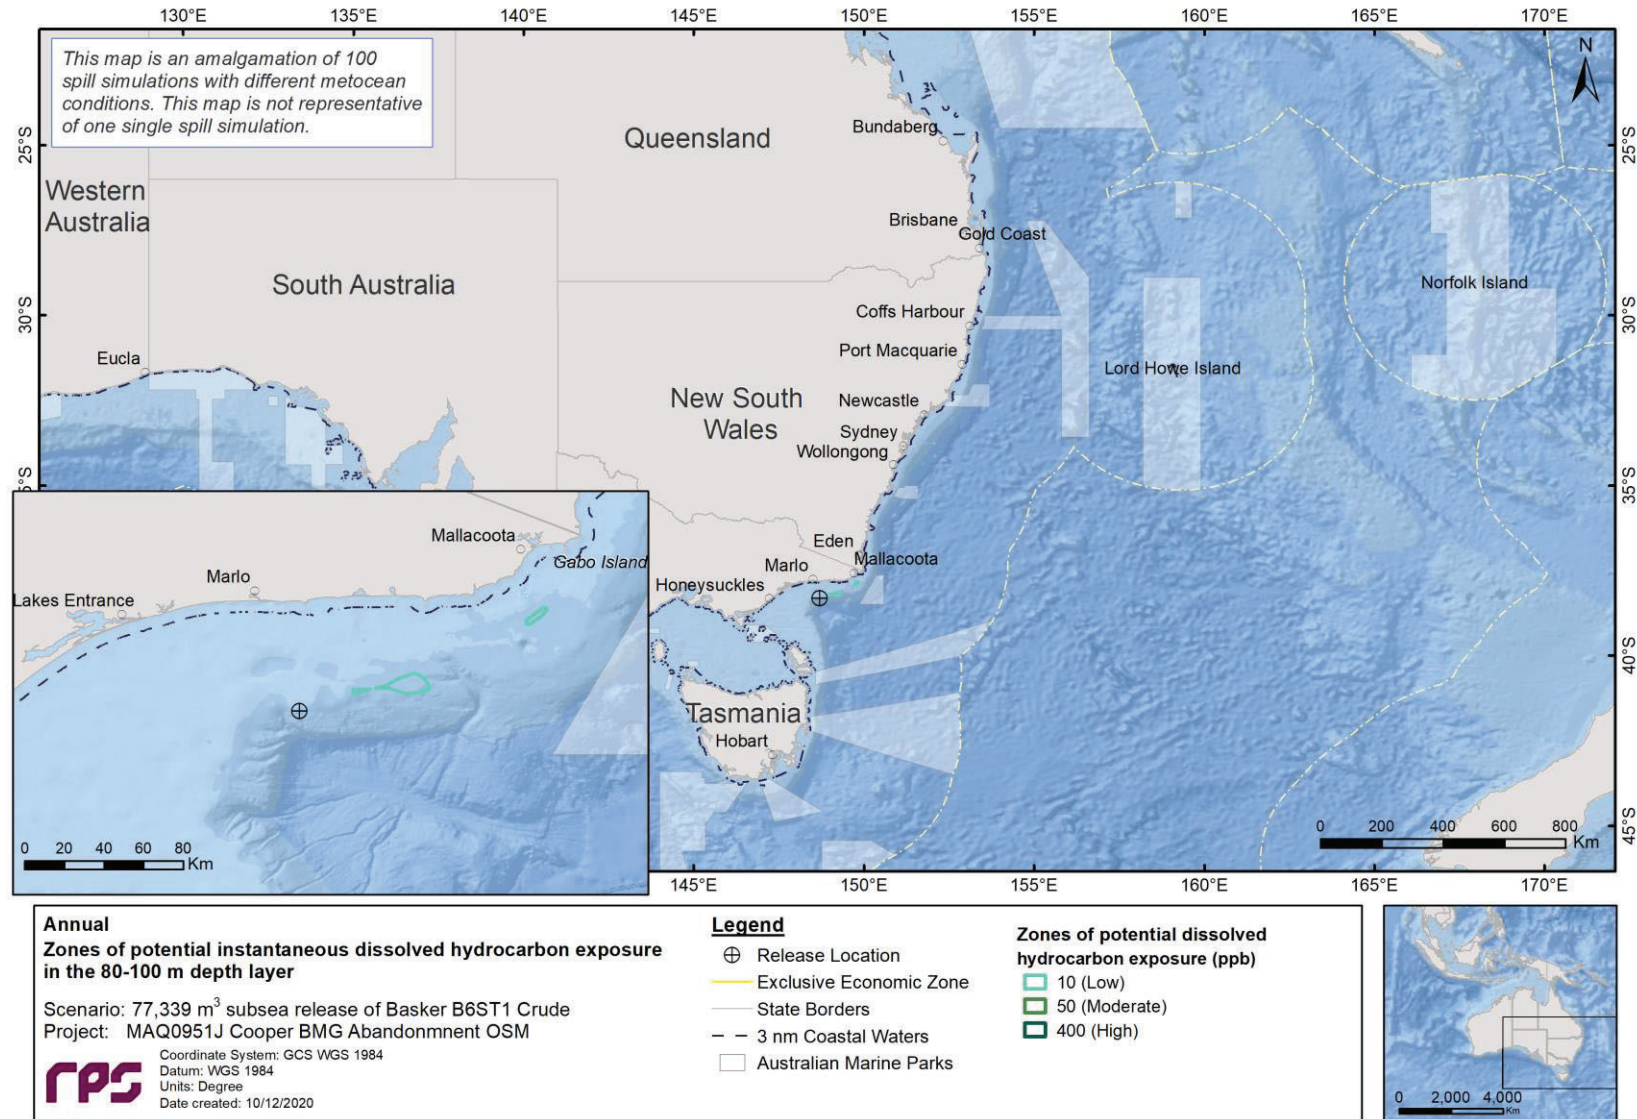 130°E 135°E 140°E 145°E 150°E 155°E 160°E 165°E 170°E
This map is an amalgamation of 100
spill simulations with different metocean
conditions. This map is not representative
of one single spill simulation.
N
25°S
25°S
Queensland
Bundaberg
Western
Australia
Brisbane
Gold Coast
South Australia
Norfolk Island
30°S
30°S
Coffs Harbour
Eucla
Port Macquarie
Lord Howe Island
New South
Wales
Newcastle
Sydney
Wollongong
35°S
35°S
Eden
Mallacoota
Marlo
Honeysuckles
40°S
Tasmania
Hobart
45°S
0 200 400 600 800
Km
Mallacoota
Gabo Island
Marlo
Lakes Entrance
0 20 40 60 80
Km
145°E 150°E 155°E 160°E 165°E 170°E
Annual
Zones of potential instantaneous dissolved hydrocarbon exposure
in the 80-100 m depth layer
Scenario: 77,339 m³ subsea release of Basker B6ST1 Crude
Project: MAQ0951J Cooper BMG Abandonmnent OSM
rps
Coordinate System: GCS WGS 1984
Datum: WGS 1984
Units: Degree
Date created: 10/12/2020
Legend
Release Location
Exclusive Economic Zone
State Borders
3 nm Coastal Waters
Australian Marine Parks
Zones of potential dissolved
hydrocarbon exposure (ppb)
10 (Low)
50 (Moderate)
400 (High)
0 2,000 4,000
Km